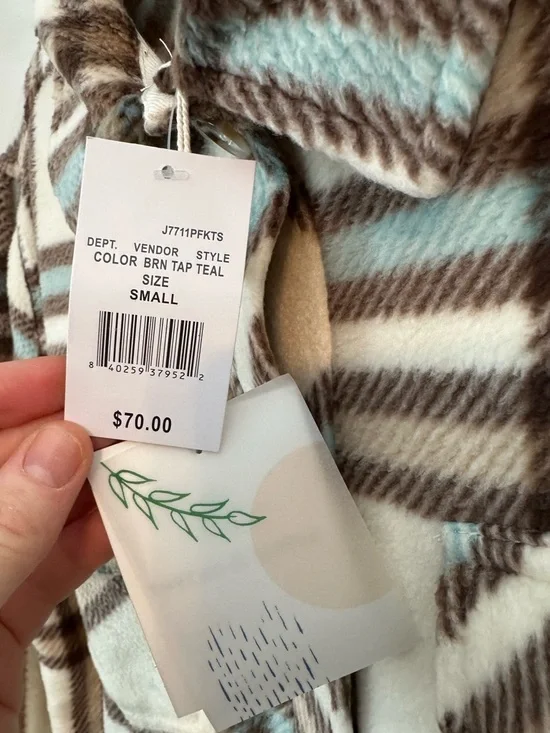 J7711PFKTS
DEPT. VENDOR STYLE
COLOR BRN TAP TEAL
SIZE
SMALL
8 40259 37952 2
$70.00